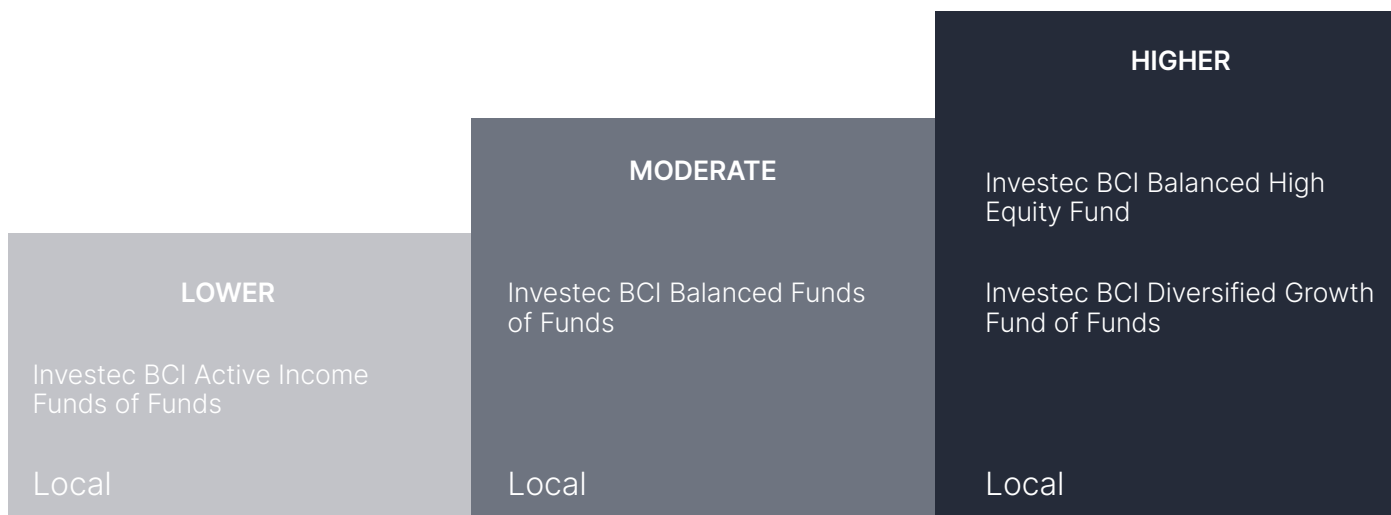 LOWER
Investec BCI Active Income
Funds of Funds
Local
MODERATE
Investec BCI Balanced Funds
of Funds
Local
HIGHER
Investec BCI Balanced High
Equity Fund
Investec BCI Diversified Growth
Fund of Funds
Local